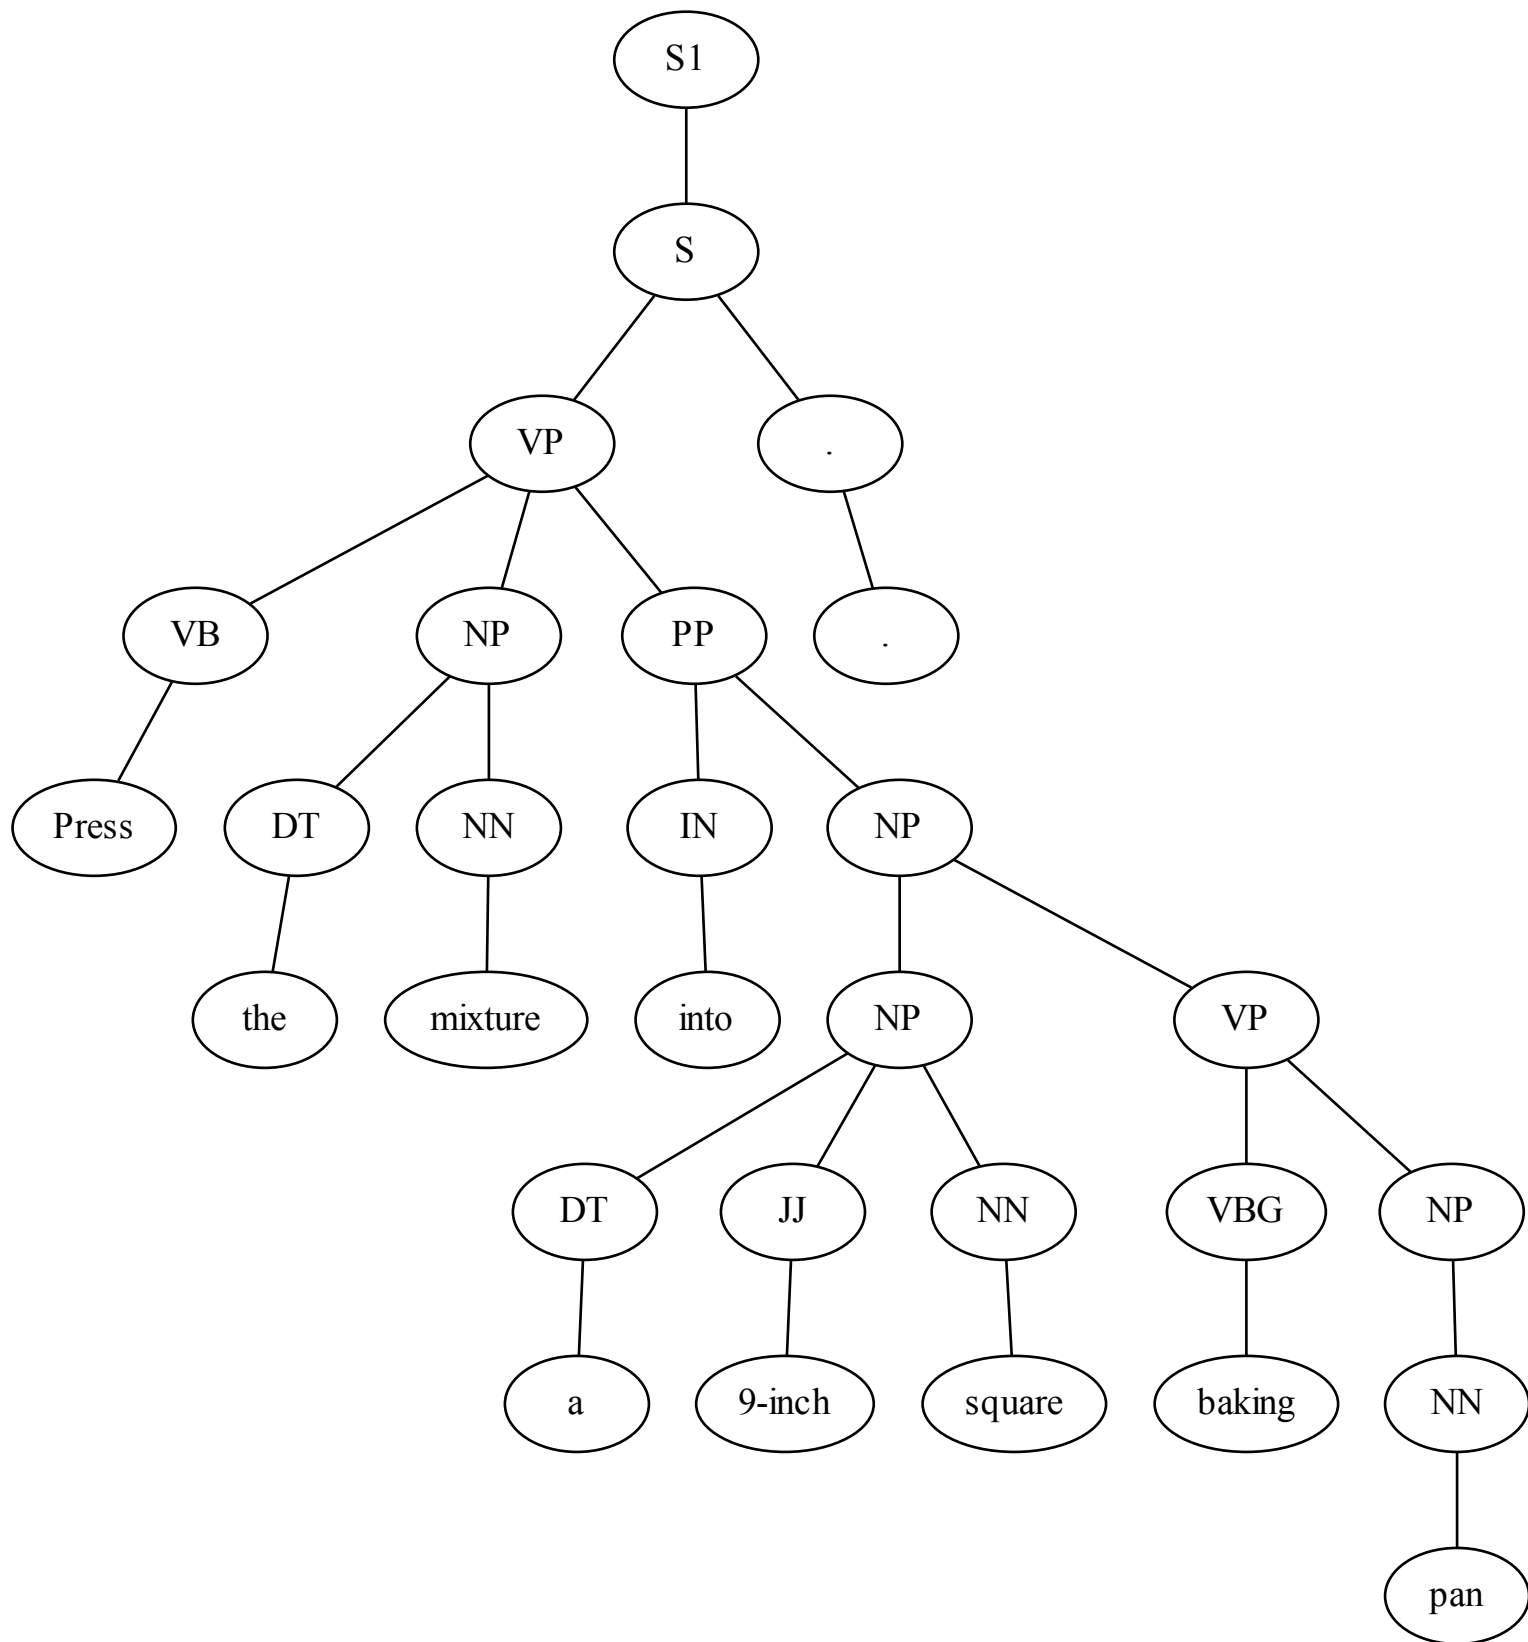 S1
S
VP .
VB NP PP .
Press DT NN IN NP
the mixture into NP VP
DT JJ NN VBG NP
a 9-inch square baking NN
pan